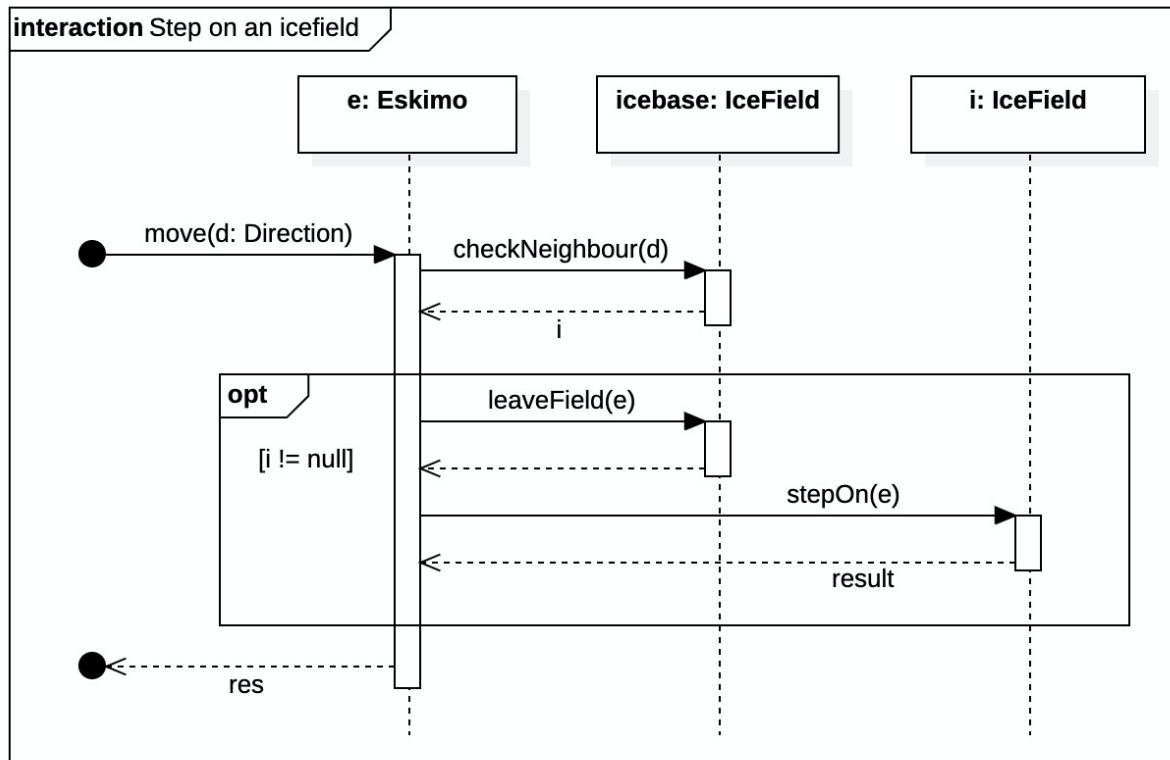 interaction Step on an icefield
e: Eskimo
icebase: IceField
i: IceField
move(d: Direction)
checkNeighbour(d)
i
opt
leaveField(e)
[i != null]
stepOn(e)
result
res